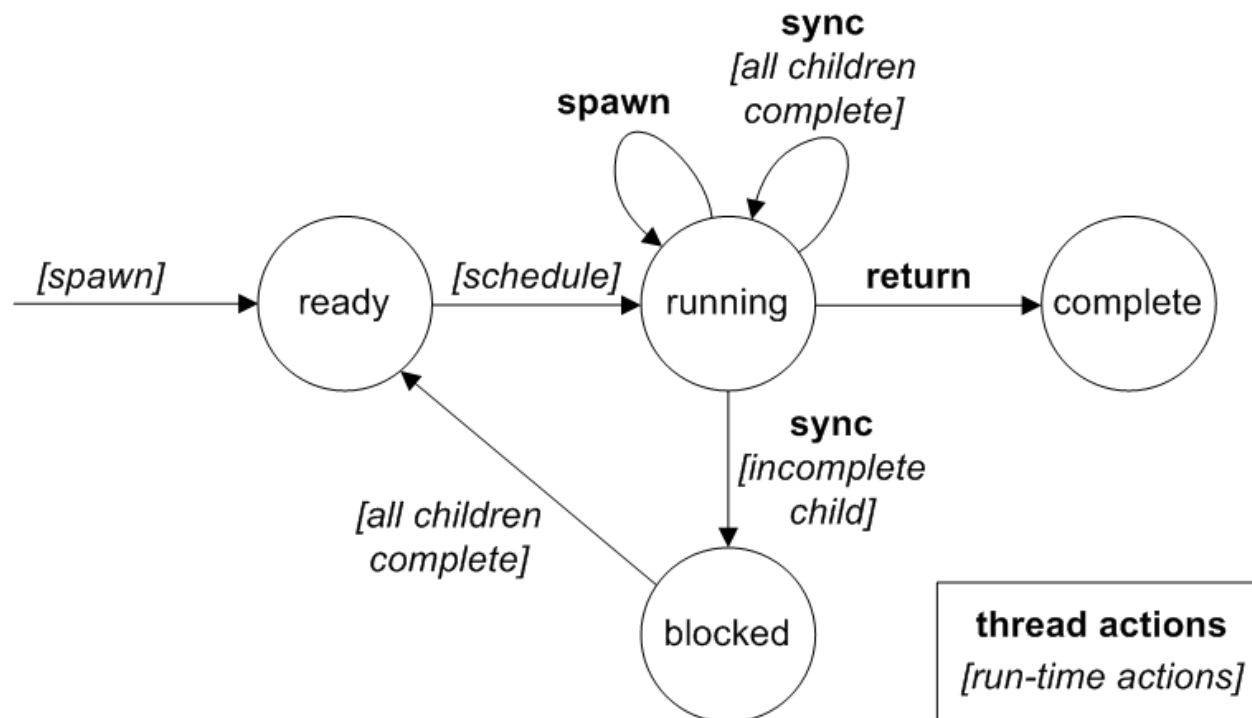 sync
[all children
complete]
spawn
[spawn]
ready
[schedule]
running
return
complete
sync
[incomplete
child]
[all children
complete]
blocked
thread actions
[run-time actions]